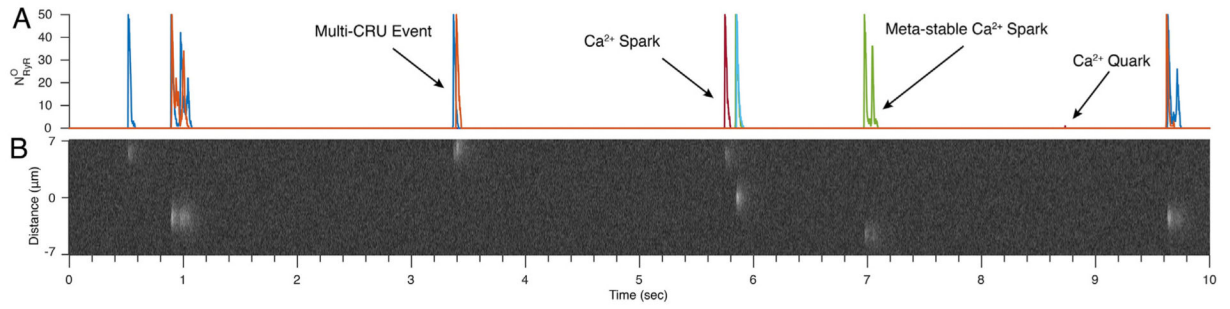 A
50
40
30
20
10
0
N^O_RyR
Multi-CRU Event
Ca²⁺ Spark
Meta-stable Ca²⁺ Spark
Ca²⁺ Quark
B
7
0
-7
Distance (μm)
0 1 2 3 4 5 6 7 8 9 10
Time (sec)